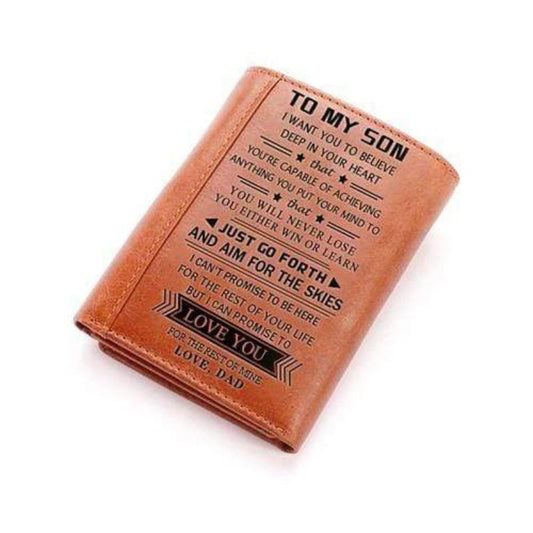 TO MY SON
I WANT YOU TO BELIEVE
DEEP IN YOUR HEART
that
YOU'RE CAPABLE OF ACHIEVING
ANYTHING YOU PUT YOUR MIND TO
that
YOU WILL NEVER LOSE
YOU EITHER WIN OR LEARN
JUST GO FORTH
AND AIM FOR THE SKIES
I CAN'T PROMISE TO BE HERE
FOR THE REST OF YOUR LIFE
BUT I CAN PROMISE TO
LOVE YOU
FOR THE REST OF MINE
LOVE, DAD